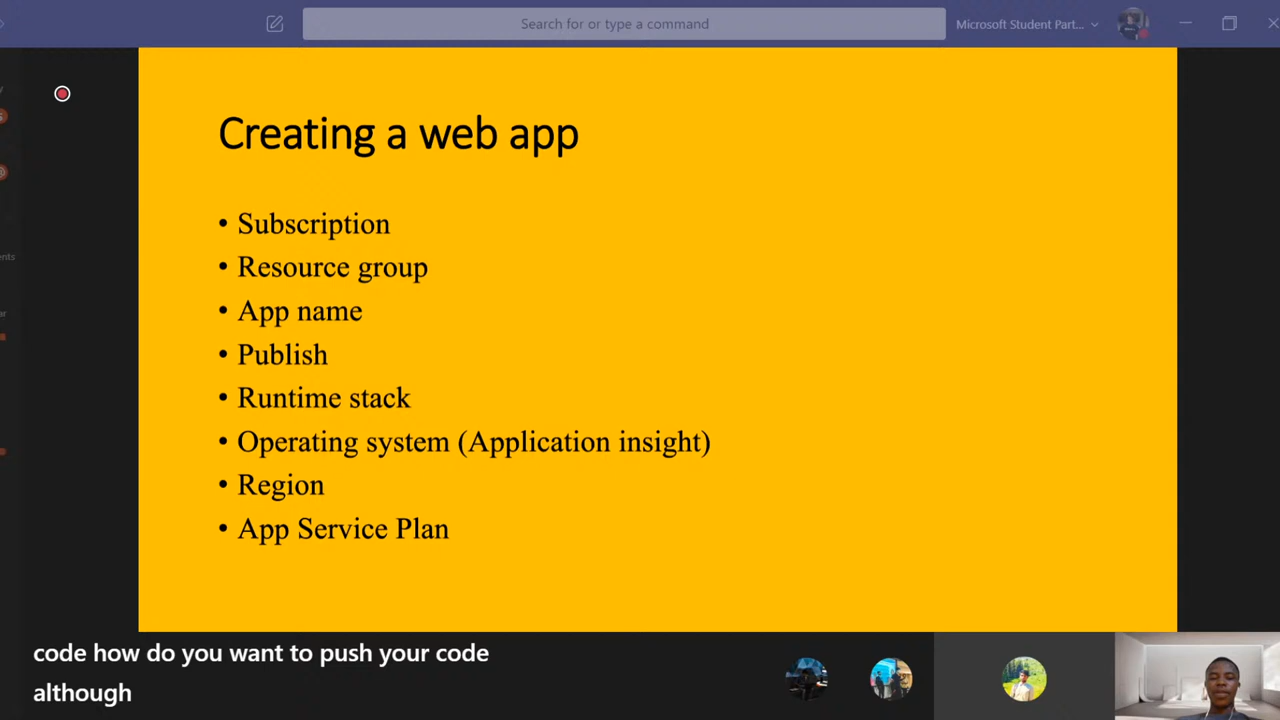 Search for or type a command
Microsoft Student Part...
Creating a web app
• Subscription
• Resource group
• App name
• Publish
• Runtime stack
• Operating system (Application insight)
• Region
• App Service Plan
code how do you want to push your code
although